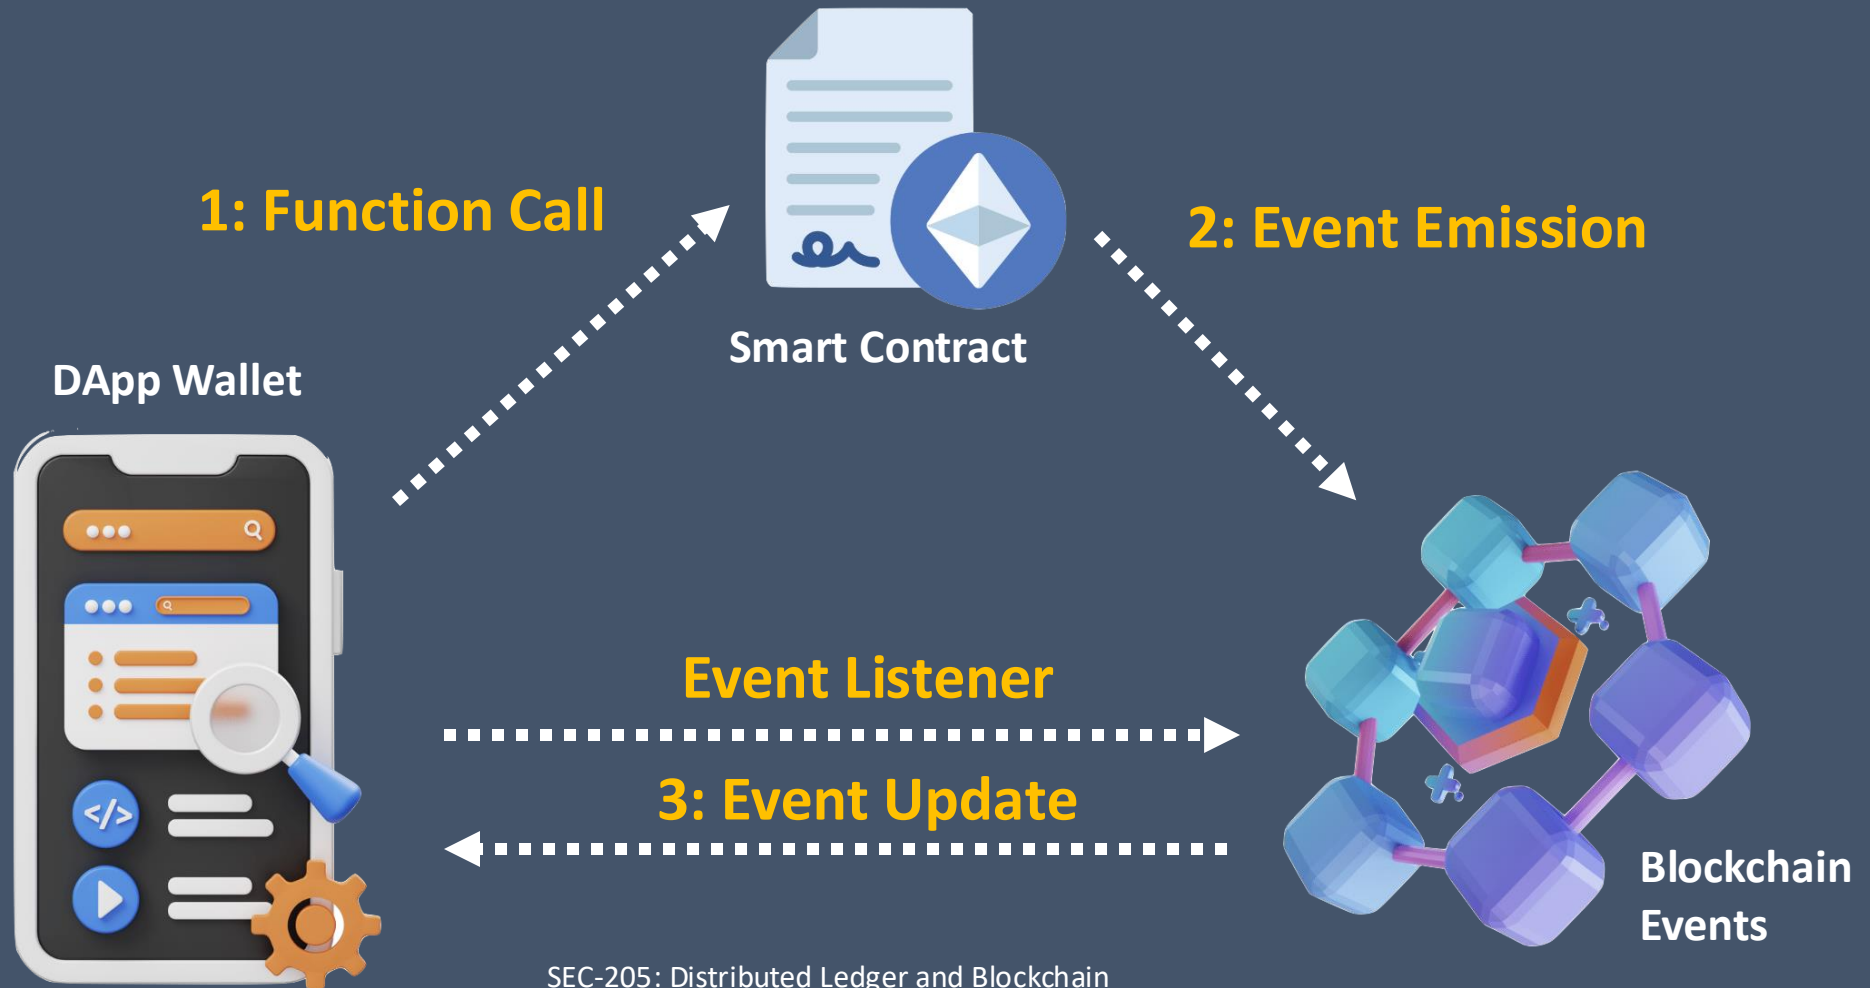 1: Function Call
2: Event Emission
Smart Contract
DApp Wallet
Event Listener
3: Event Update
</>
Blockchain
Events
SEC-205: Distributed Ledger and Blockchain